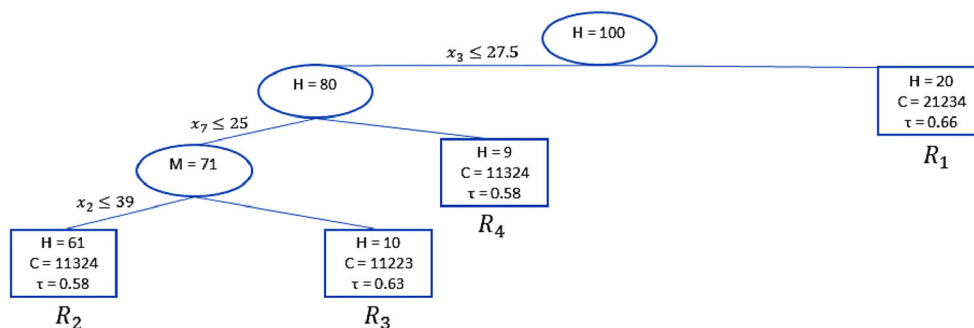 H = 100
x₃ ≤ 27.5
H = 80
H = 20
C = 21234
τ = 0.66
R₁
x₇ ≤ 25
M = 71
H = 9
C = 11324
τ = 0.58
R₄
x₂ ≤ 39
H = 61
C = 11324
τ = 0.58
R₂
H = 10
C = 11223
τ = 0.63
R₃